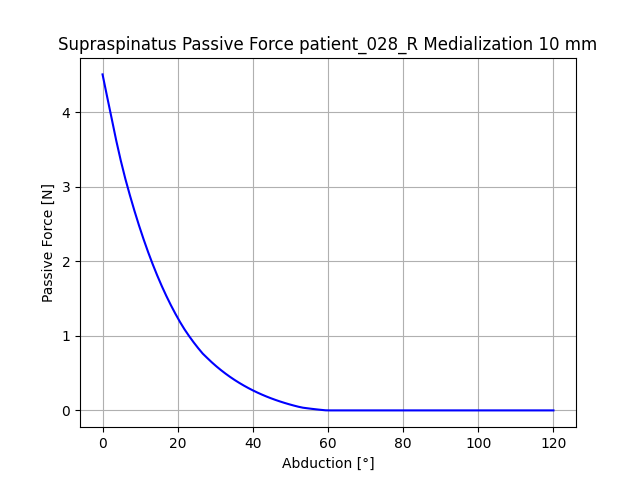 Supraspinatus Passive Force patient_028_R Medialization 10 mm
Passive Force [N]
4
3
2
1
0
0 20 40 60 80 100 120
Abduction [°]